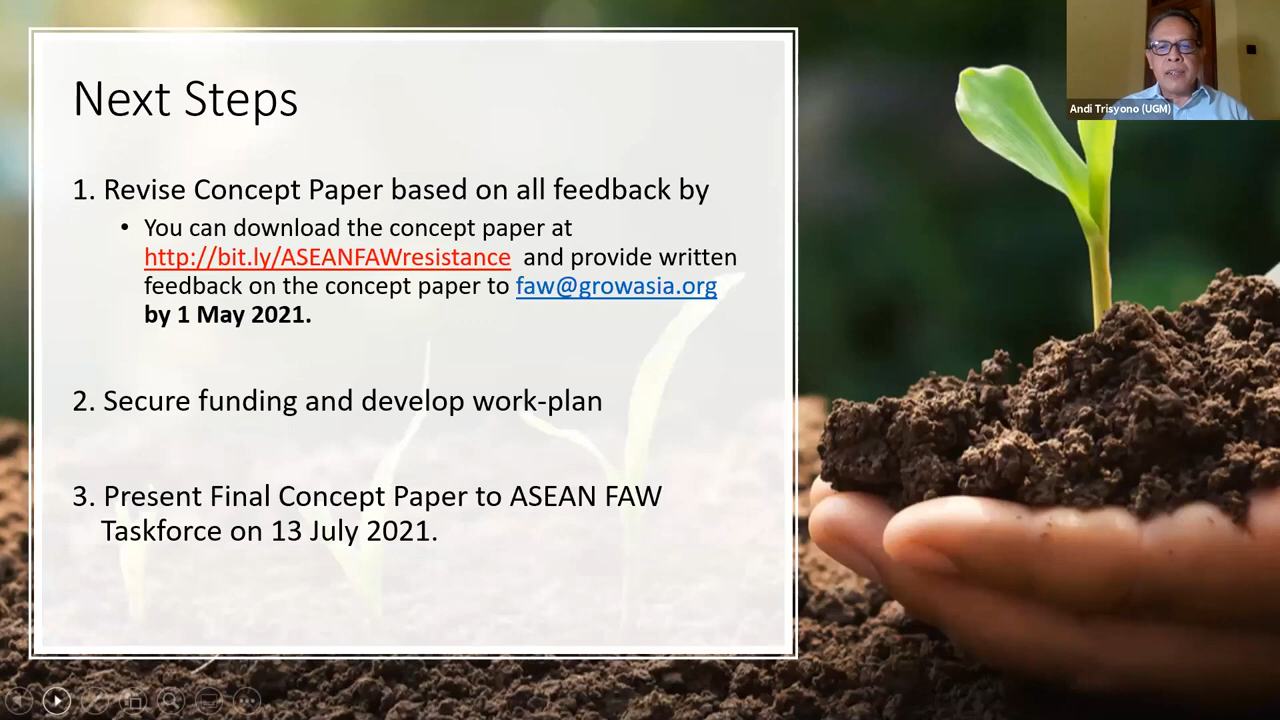 Next Steps
1. Revise Concept Paper based on all feedback by
• You can download the concept paper at
http://bit.ly/ASEANFAWresistance and provide written
feedback on the concept paper to faw@growasia.org
by 1 May 2021.
2. Secure funding and develop work-plan
3. Present Final Concept Paper to ASEAN FAW
Taskforce on 13 July 2021.
Andi Trisyono (UGM)